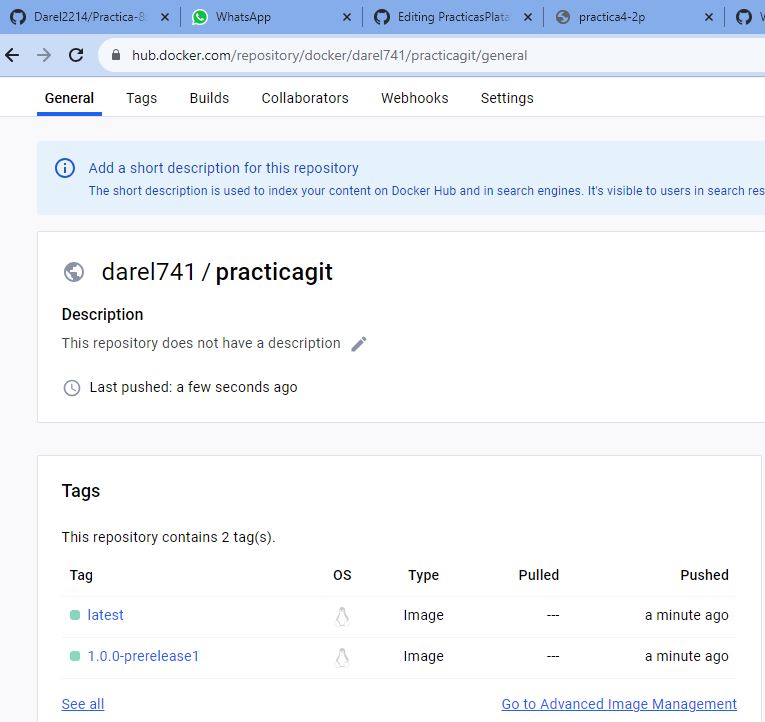 Darel2214/Practica-8
WhatsApp
Editing PracticasPlata
practica4-2p
hub.docker.com/repository/docker/darel741/practicagit/general
General Tags Builds Collaborators Webhooks Settings
Add a short description for this repository
The short description is used to index your content on Docker Hub and in search engines. It's visible to users in search res
darel741 / practicagit
Description
This repository does not have a description
Last pushed: a few seconds ago
Tags
This repository contains 2 tag(s).
Tag OS Type Pulled Pushed
latest Image --- a minute ago
1.0.0-prerelease1 Image --- a minute ago
See all Go to Advanced Image Management